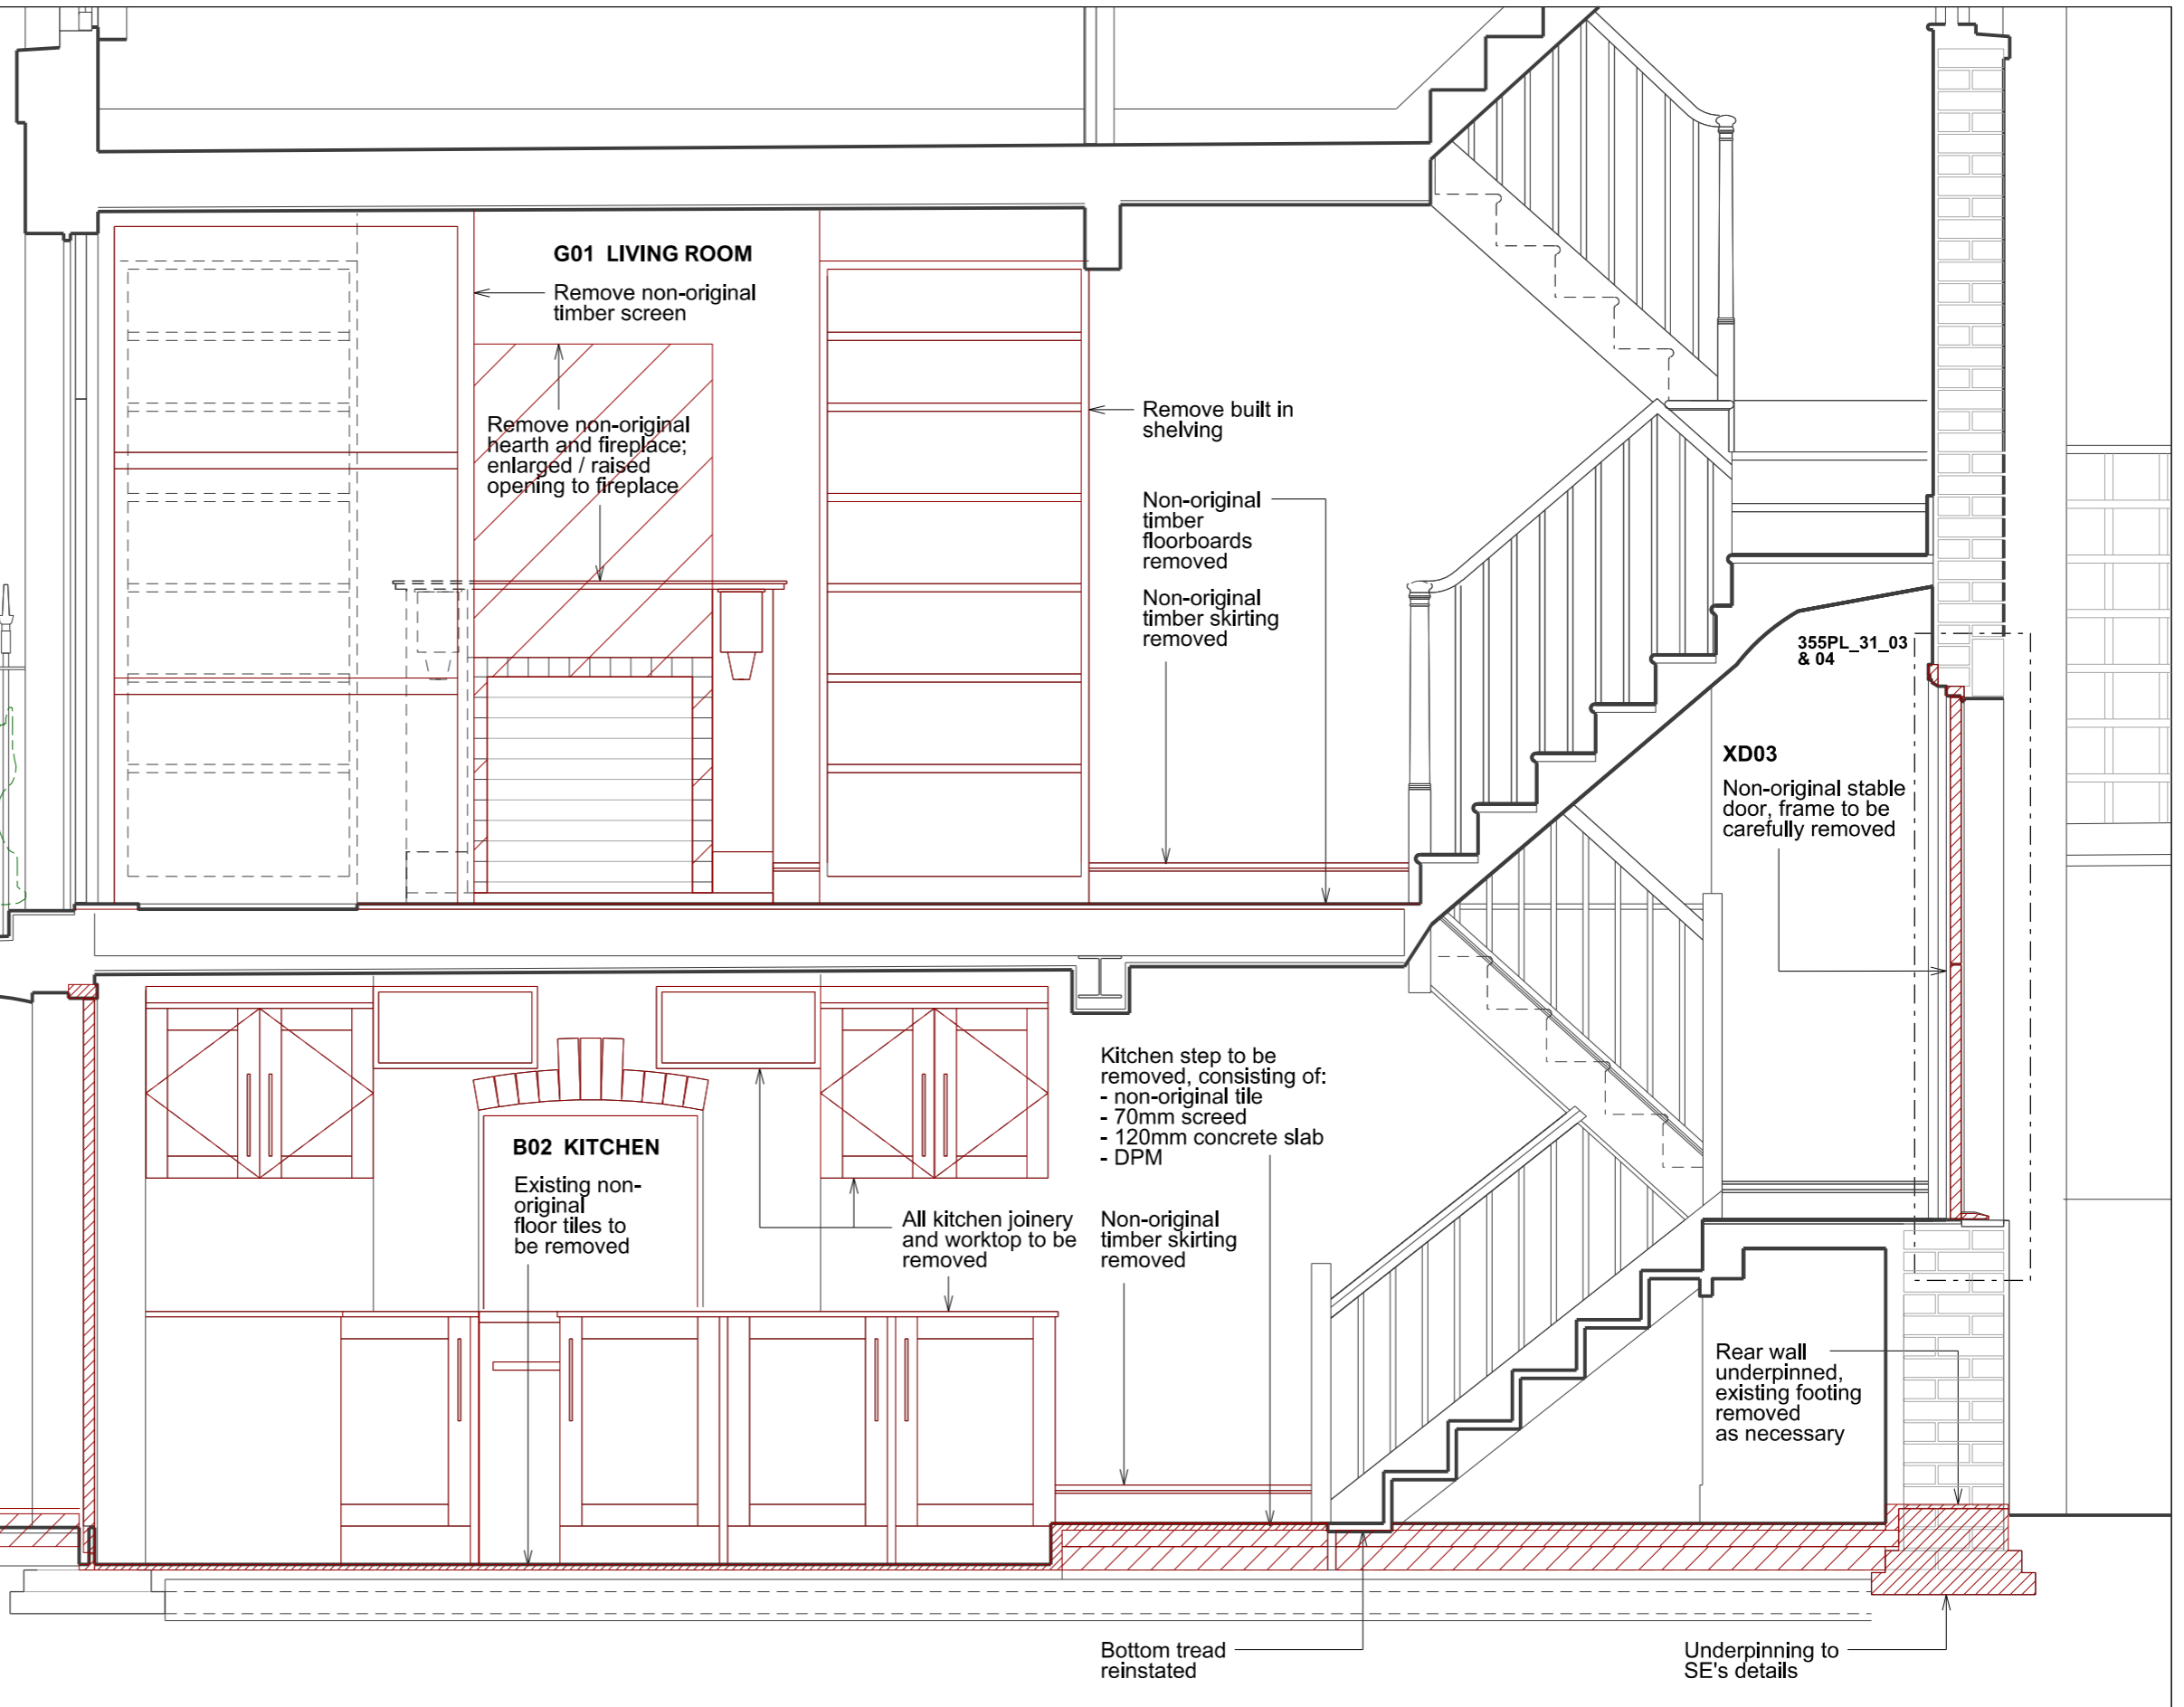 G01 LIVING ROOM
Remove non-original
timber screen
Remove non-original
hearth and fireplace;
enlarged / raised
opening to fireplace
Remove built in
shelving
Non-original
timber
floorboards
removed
Non-original
timber skirting
removed
355PL_31_03
& 04
XD03
Non-original stable
door, frame to be
carefully removed
B02 KITCHEN
Existing non-
original
floor tiles to
be removed
All kitchen joinery
and worktop to be
removed
Kitchen step to be
removed, consisting of:
- non-original tile
- 70mm screed
- 120mm concrete slab
- DPM
Non-original
timber skirting
removed
Rear wall
underpinned,
existing footing
removed
as necessary
Bottom tread
reinstated
Underpinning to
SE's details